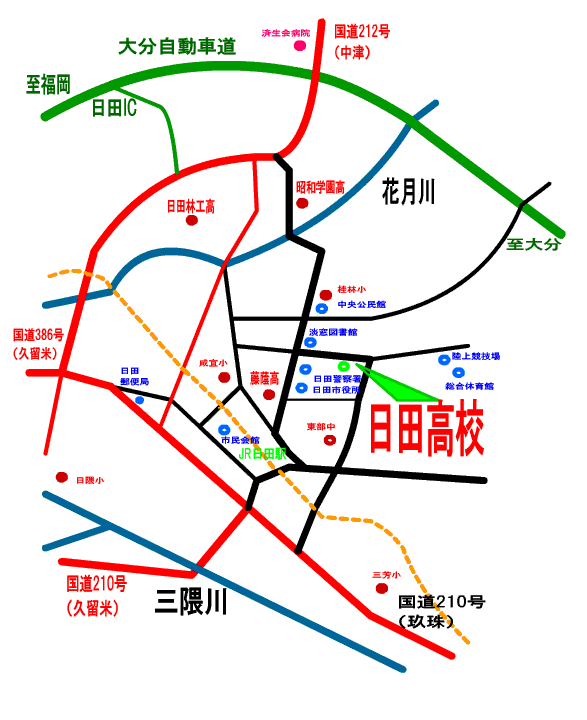 済生会病院
国道212号
(中津)
大分自動車道
至福岡
日田IC
昭和学園高
花月川
日田林工高
至大分
桂林小
中央公民館
国道386号
(久留米)
淡窓図書館
陸上競技場
咸宜小
藤蔭高
日田
郵便局
日田警察署
日田市役所
総合体育館
日田高校
東部中
市民会館
JR日田駅
日隈小
三芳小
国道210号
(久留米)
三隈川
国道210号
(玖珠)